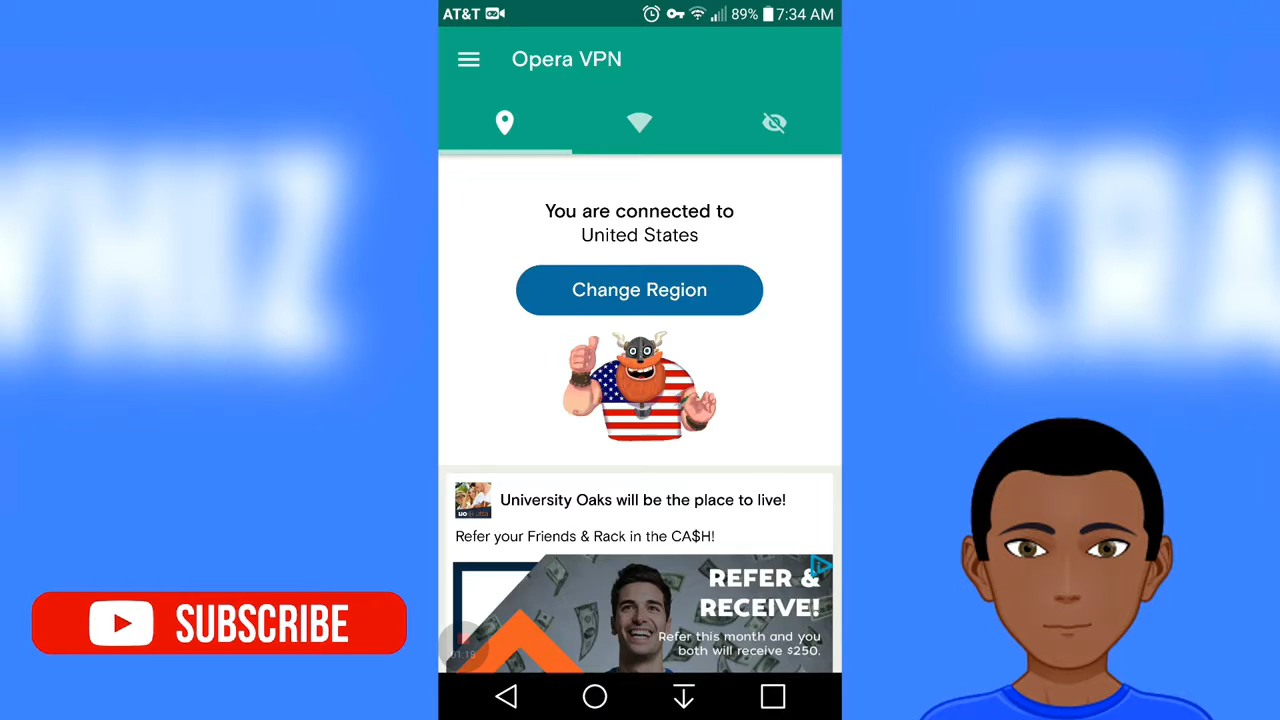 AT&T
89%
7:34 AM
Opera VPN
You are connected to
United States
Change Region
University Oaks will be the place to live!
Refer your Friends & Rack in the CA$H!
REFER &
RECEIVE!
Refer this month and you
both will receive $250.
01:18
SUBSCRIBE